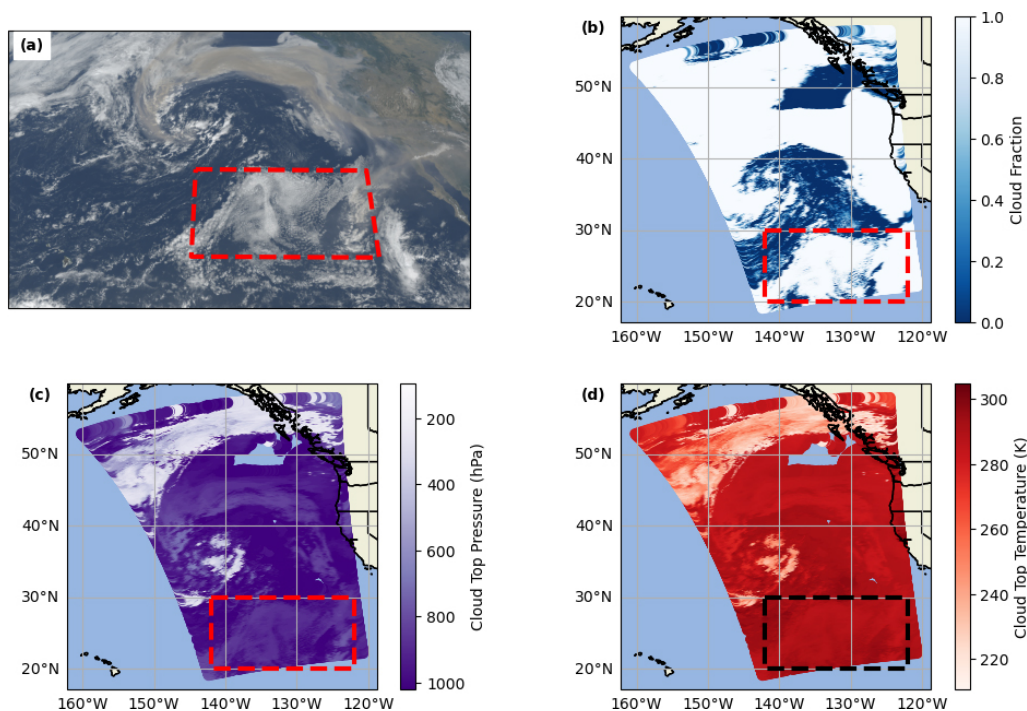 (a)
(b)
50°N
40°N
30°N
20°N
160°W 150°W 140°W 130°W 120°W
1.0
0.8
0.6
0.4
0.2
0.0
Cloud Fraction
(c)
50°N
40°N
30°N
20°N
160°W 150°W 140°W 130°W 120°W
200
400
600
800
1000
Cloud Top Pressure (hPa)
(d)
50°N
40°N
30°N
20°N
160°W 150°W 140°W 130°W 120°W
300
280
260
240
220
Cloud Top Temperature (K)